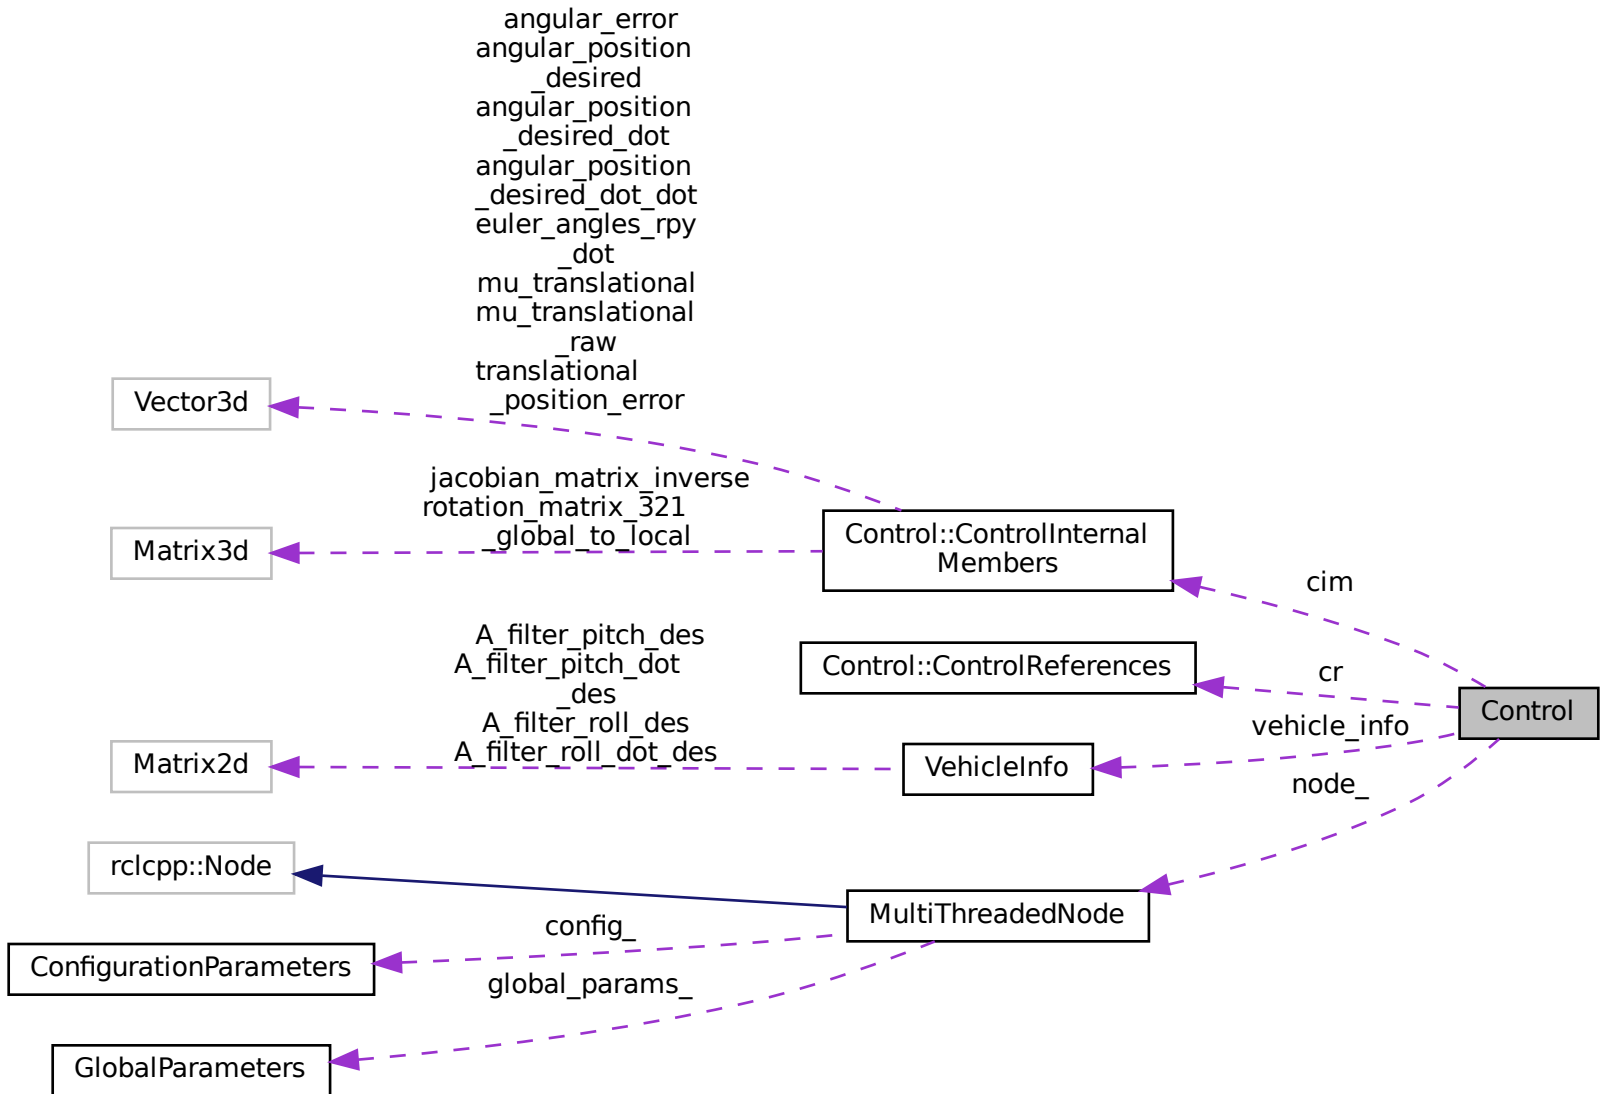 angular_error
angular_position
_desired
angular_position
_desired_dot
angular_position
_desired_dot_dot
euler_angles_rpy
_dot
mu_translational
mu_translational
_raw
translational
_position_error
Vector3d
jacobian_matrix_inverse
rotation_matrix_321
_global_to_local
Matrix3d
Control::ControlInternal
Members
cim
A_filter_pitch_des
A_filter_pitch_dot
_des
A_filter_roll_des
A_filter_roll_dot_des
Matrix2d
Control::ControlReferences
cr
Control
vehicle_info
VehicleInfo
node_
rclcpp::Node
MultiThreadedNode
config_
ConfigurationParameters
global_params_
GlobalParameters